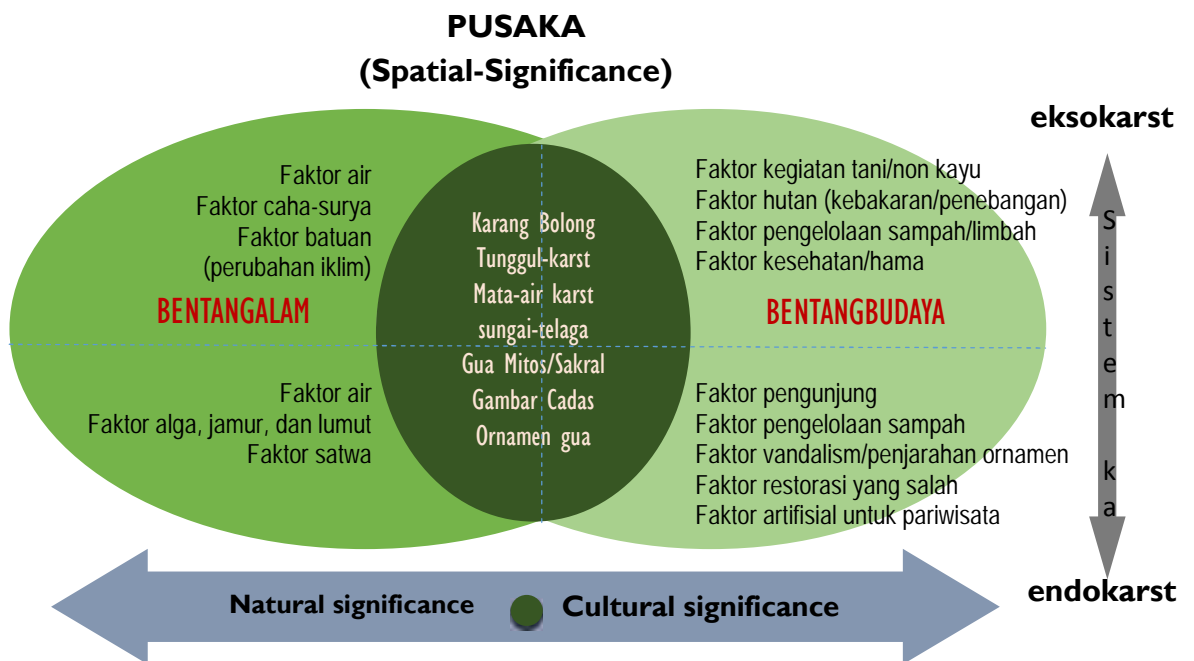 PUSAKA
(Spatial-Significance)
eksokarst
Faktor air
Faktor caha-surya
Faktor batuan
(perubahan iklim)
BENTANGALAM
Faktor air
Faktor alga, jamur, dan lumut
Faktor satwa
Karang Bolong
Tunggul-karst
Mata-air karst
sungai-telaga
Gua Mitos/Sakral
Gambar Cadas
Ornamen gua
Faktor kegiatan tani/non kayu
Faktor hutan (kebakaran/penebangan)
Faktor pengelolaan sampah/limbah
Faktor kesehatan/hama
BENTANGBUDAYA
Faktor pengunjung
Faktor pengelolaan sampah
Faktor vandalism/penjarahan ornamen
Faktor restorasi yang salah
Faktor artifisial untuk pariwisata
Sistem ka
endokarst
Natural significance
Cultural significance